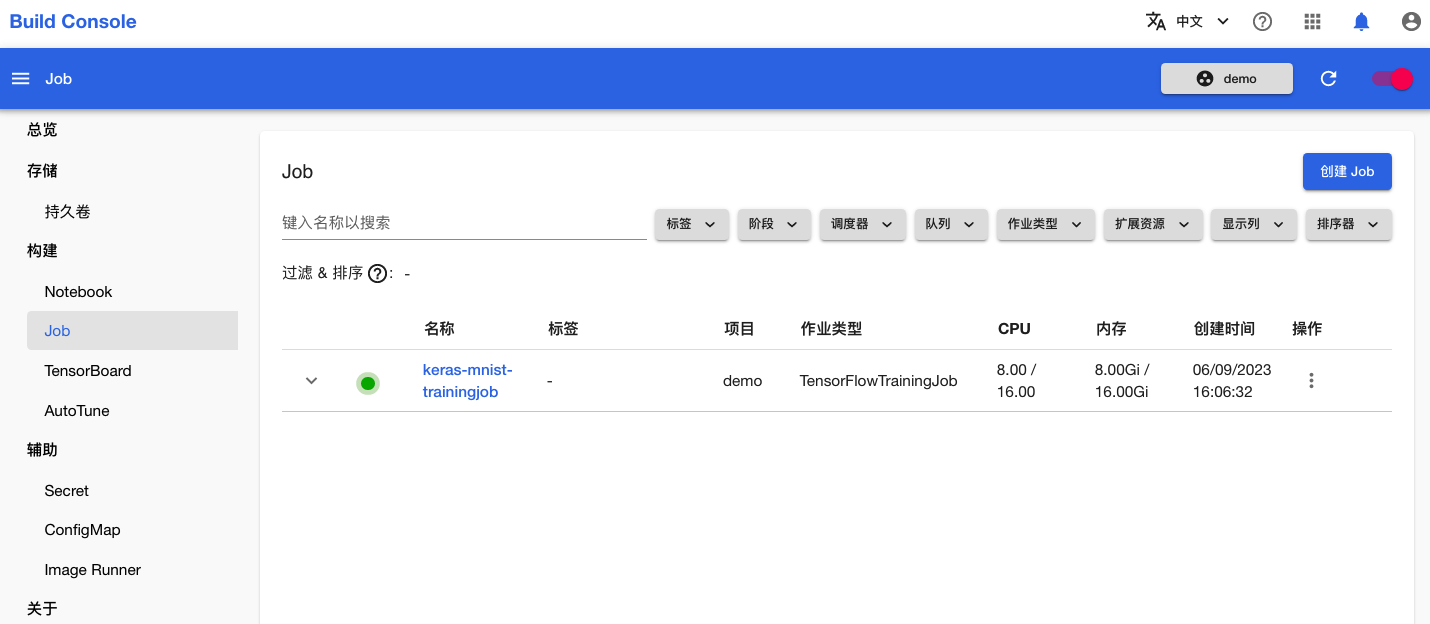 Build Console
中文
Job
demo
总览
存储
持久卷
构建
Notebook
Job
TensorBoard
AutoTune
辅助
Secret
ConfigMap
Image Runner
关于
Job
创建 Job
键入名称以搜索
标签 阶段 调度器 队列 作业类型 扩展资源 显示列 排序器
过滤 & 排序 ?: -
名称 标签 项目 作业类型 CPU 内存 创建时间 操作
keras-mnist-
trainingjob
-
demo
TensorFlowTrainingJob
8.00 /
16.00
8.00Gi /
16.00Gi
06/09/2023
16:06:32